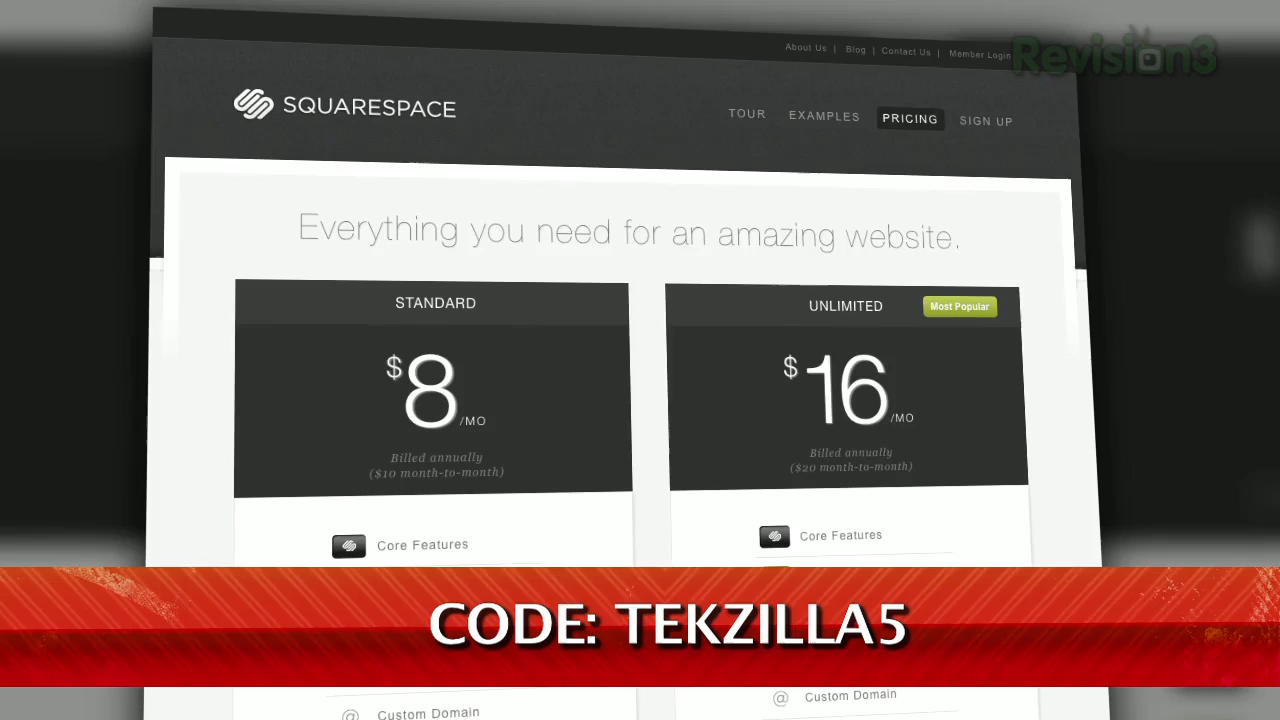 About Us | Blog | Contact Us | Member Login
Revision3
SQUARESPACE
TOUR EXAMPLES PRICING SIGN UP
Everything you need for an amazing website.
STANDARD
$8/MO
Billed annually
($10 month-to-month)
Core Features
UNLIMITED Most Popular
$16/MO
Billed annually
($20 month-to-month)
Core Features
CODE: TEKZILLA5
@ Custom Domain
@ Custom Domain